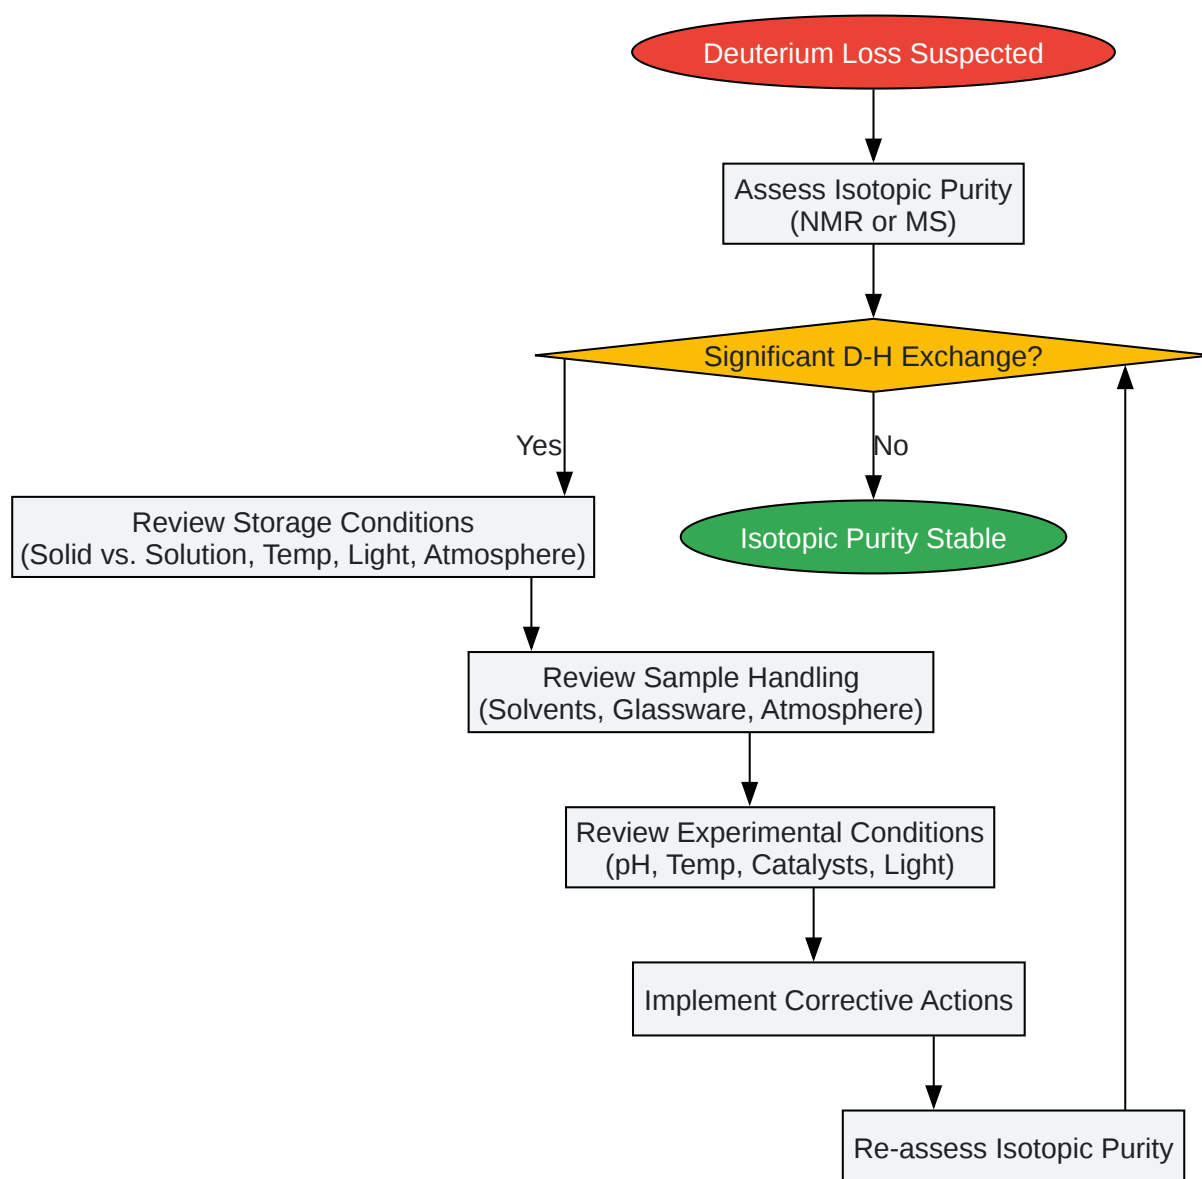 Deuterium Loss Suspected
Assess Isotopic Purity
(NMR or MS)
Significant D-H Exchange?
Yes
No
Review Storage Conditions
(Solid vs. Solution, Temp, Light, Atmosphere)
Isotopic Purity Stable
Review Sample Handling
(Solvents, Glassware, Atmosphere)
Review Experimental Conditions
(pH, Temp, Catalysts, Light)
Implement Corrective Actions
Re-assess Isotopic Purity